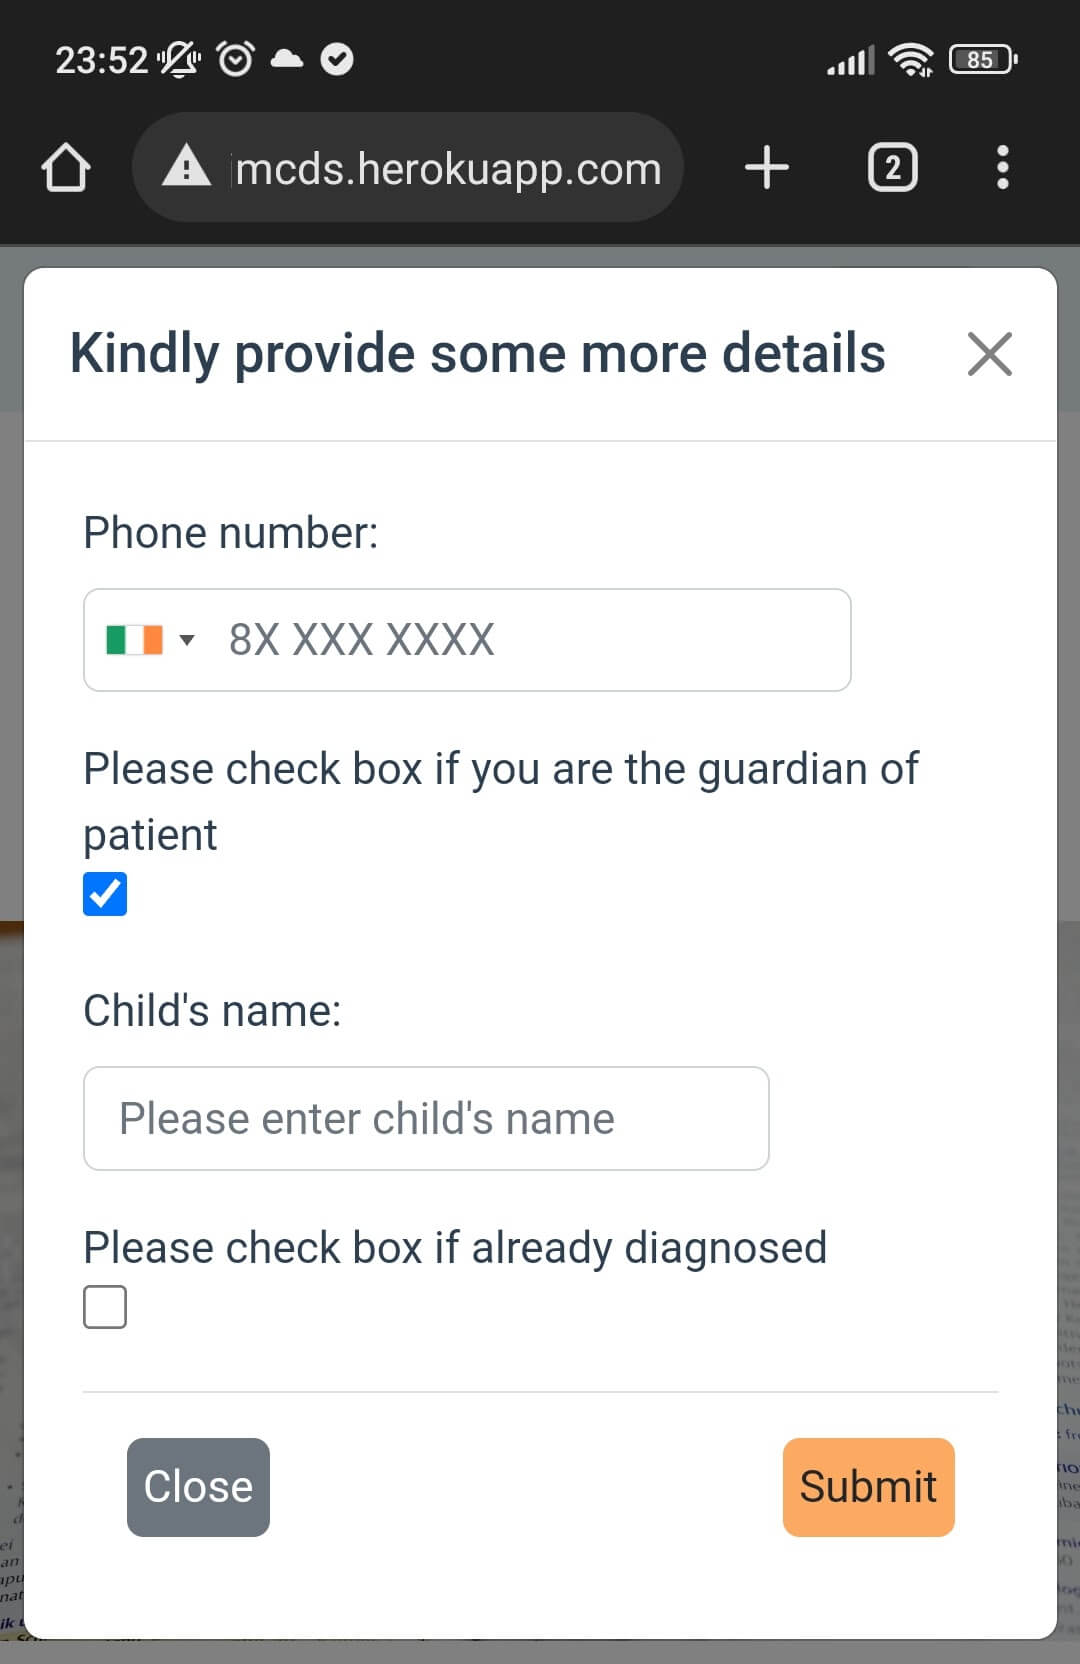 23:52
85
mcds.herokuapp.com
2
Kindly provide some more details
Phone number:
8X XXX XXXX
Please check box if you are the guardian of
patient
Child's name:
Please enter child's name
Please check box if already diagnosed
Close
Submit